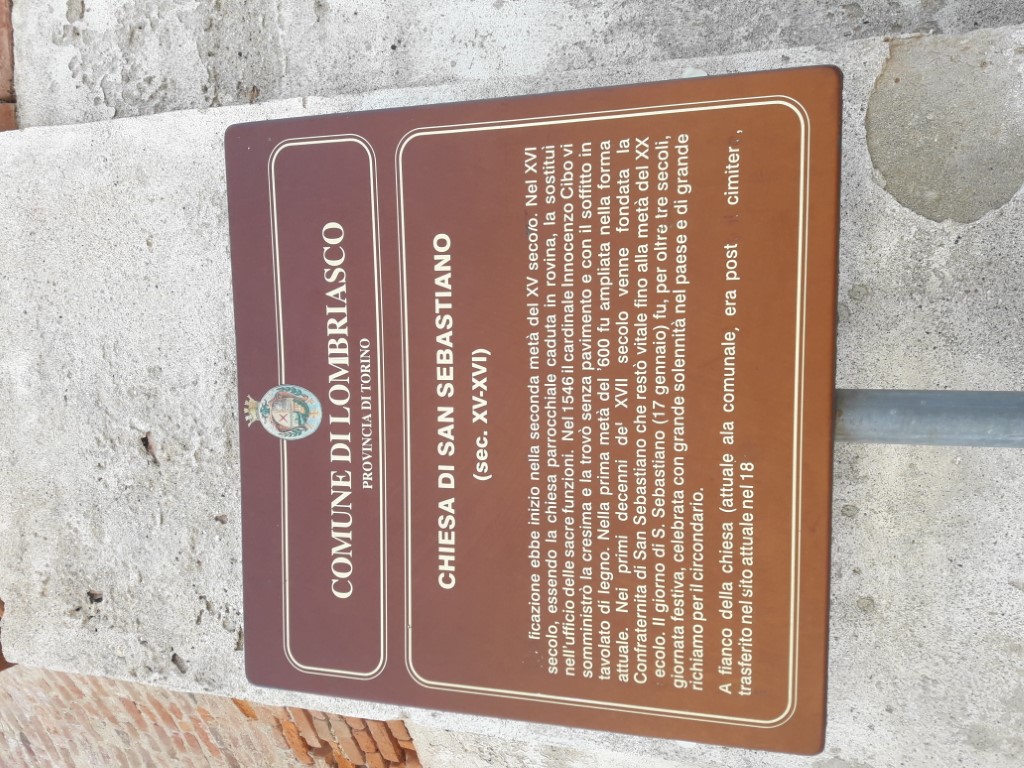 COMUNE DI LOMBRIASCO
PROVINCIA DI TORINO
CHIESA DI SAN SEBASTIANO
(sec. XV-XVI)
ficazione ebbe inizio nella seconda metà del XV seco/o. Nel XVI
secolo, essendo la chiesa parrocchiale caduta in rovina, la sostituì
nell'ufficio delle sacre funzioni. Nel 1546 il cardinale Innocenzo Cibo vi
somministrò la cresima e la trovò senza pavimento e con il soffitto in
tavolato di legno. Nella prima metà del '600 fu ampliata nella forma
attuale. Nei primi decenni de' XVII secolo venne fondata la
Confraternita di San Sebastiano che restò vitale fino alla metà del XX
ecolo. Il giorno di S. Sebastiano (17 gennaio) fu, per oltre tre secoli,
giornata festiva, celebrata con grande solennità nel paese e di grande
richiamo per il circondario.
A fianco della chiesa (attuale ala comunale, era post cimiter ,
trasferito nel sito attuale nel 18